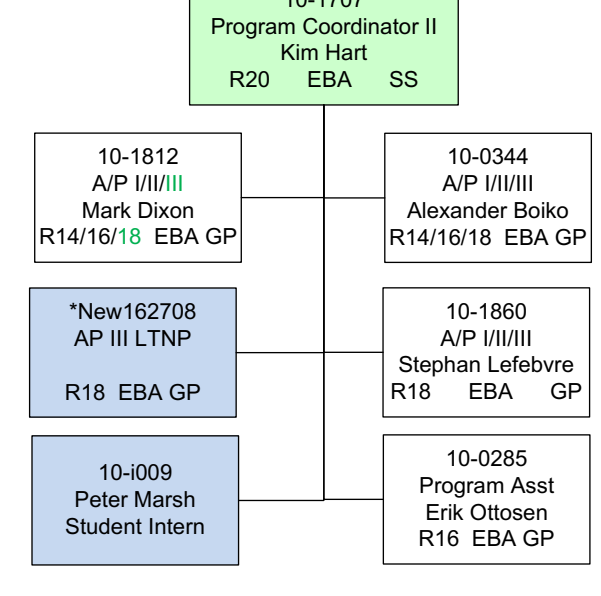 10-1707
Program Coordinator II
Kim Hart
R20 EBA SS
10-1812
A/P I/II/III
Mark Dixon
R14/16/18 EBA GP
10-0344
A/P I/II/III
Alexander Boiko
R14/16/18 EBA GP
*New162708
AP III LTNP
R18 EBA GP
10-1860
A/P I/II/III
Stephan Lefebvre
R18 EBA GP
10-i009
Peter Marsh
Student Intern
10-0285
Program Asst
Erik Ottosen
R16 EBA GP